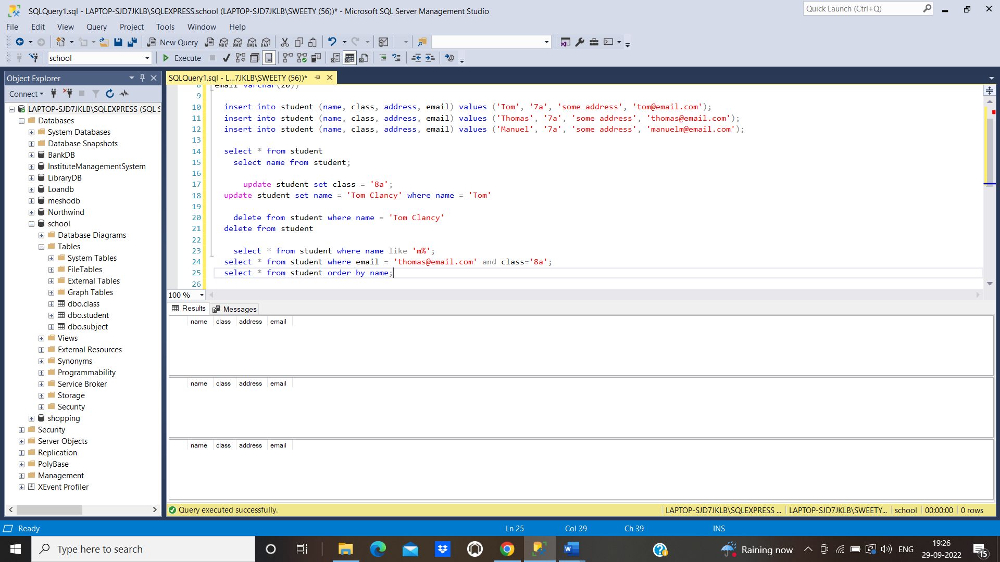 SQLQuery1.sql - LAPTOP-SJD7JKLB\SQLEXPRESS.school (LAPTOP-SJD7JKLB\SWEETY (56))* - Microsoft SQL Server Management Studio
Quick Launch (Ctrl+Q)
File Edit View Query Project Tools Window Help
New Query MDX DMX XMLA DAX
school Execute
Object Explorer
SQLQuery1.sql - L...7JKLB\SWEETY (56))*
Connect
LAPTOP-SJD7JKLB\SQLEXPRESS (SQL S
Databases
System Databases
Database Snapshots
BankDB
InstituteManagementSystem
LibraryDB
Loandb
meshodb
Northwind
school
Database Diagrams
Tables
System Tables
FileTables
External Tables
Graph Tables
dbo.class
dbo.student
dbo.subject
Views
External Resources
Synonyms
Programmability
Service Broker
Storage
Security
shopping
Security
Server Objects
Replication
PolyBase
Management
XEvent Profiler
8 email varchar(20))
9
10 insert into student (name, class, address, email) values ('Tom', '7a', 'some address', 'tom@email.com');
11 insert into student (name, class, address, email) values ('Thomas', '7a', 'some address', 'thomas@email.com');
12 insert into student (name, class, address, email) values ('Manuel', '7a', 'some address', 'manuelm@email.com');
13
14 select * from student
15 select name from student;
16
17 update student set class = '8a';
18 update student set name = 'Tom Clancy' where name = 'Tom'
19
20 delete from student where name = 'Tom Clancy'
21 delete from student
22
23 select * from student where name like 'm%';
24 select * from student where email = 'thomas@email.com' and class='8a';
25 select * from student order by name;
26
100 %
Results Messages
name class address email
name class address email
name class address email
Query executed successfully. LAPTOP-SJD7JKLB\SQLEXPRESS ... LAPTOP-SJD7JKLB\SWEETY... school 00:00:00 0 rows
Ready Ln 25 Col 39 Ch 39 INS
Type here to search
Raining now ENG 19:26
29-09-2022
15